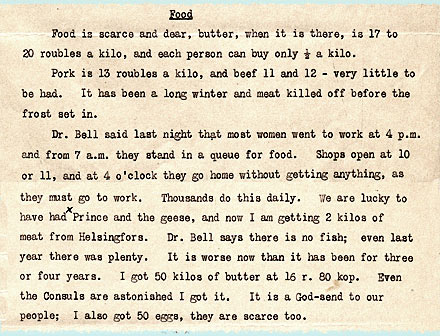 Food
Food is scarce and dear, butter, when it is there, is 17 to
20 roubles a kilo, and each person can buy only ½ a kilo.
Pork is 13 roubles a kilo, and beef 11 and 12 - very little to
be had. It has been a long winter and meat killed off before the
frost set in.
Dr. Bell said last night that most women went to work at 4 p.m.
and from 7 a.m. they stand in a queue for food. Shops open at 10
or 11, and at 4 o'clock they go home without getting anything, as
they must go to work. Thousands do this daily. We are lucky to
have had x Prince and the geese, and now I am getting 2 kilos of
meat from Helsingfors. Dr. Bell says there is no fish; even last
year there was plenty. It is worse now than it has been for three
or four years. I got 50 kilos of butter at 16 r. 80 kop. Even
the Consuls are astonished I got it. It is a God-send to our
people; I also got 50 eggs, they are scarce too.